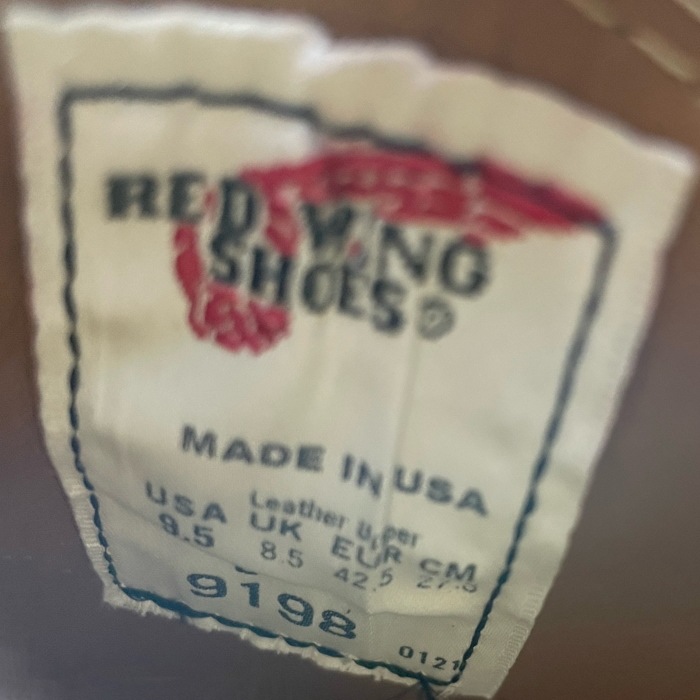 RED WING
SHOES®
MADE IN USA
Leather Upper
USA UK EUR CM
9.5 8.5 42.5
9198
0121